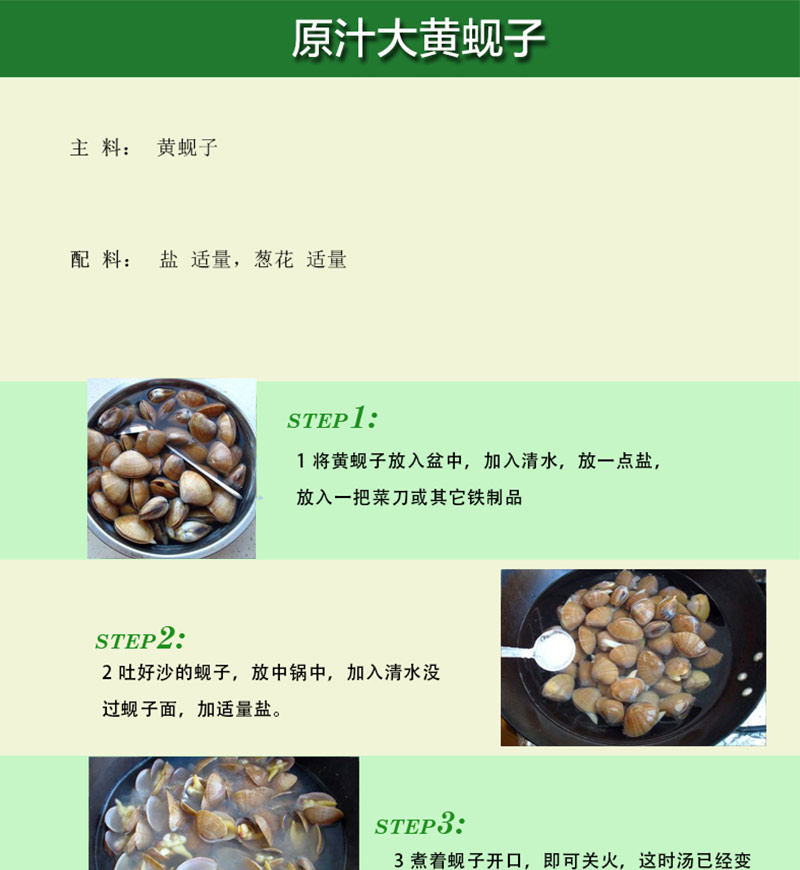 原汁大黄蚬子
主 料： 黄蚬子
配 料： 盐 适量，葱花 适量
STEP1:
1 将黄蚬子放入盆中，加入清水，放一点盐，
放入一把菜刀或其它铁制品
STEP2:
2 吐好沙的蚬子，放中锅中，加入清水没
过蚬子面，加适量盐。
STEP3:
3 煮着蚬子开口，即可关火，这时汤已经变